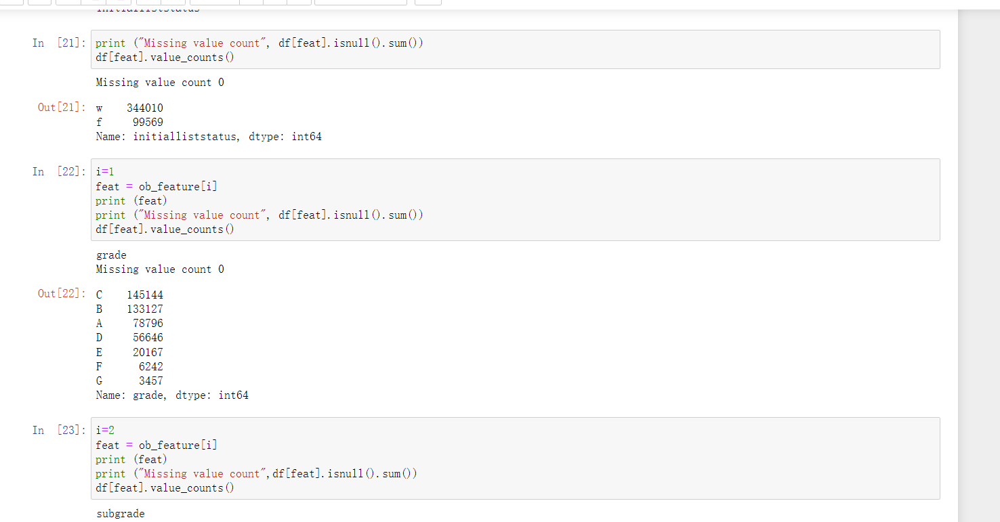 initialliststatus
In [21]: print ("Missing value count", df[feat].isnull().sum())
df[feat].value_counts()
Missing value count 0
Out[21]: w 344010
f 99569
Name: initialliststatus, dtype: int64
In [22]: i=1
feat = ob_feature[i]
print (feat)
print ("Missing value count", df[feat].isnull().sum())
df[feat].value_counts()
grade
Missing value count 0
Out[22]: C 145144
B 133127
A 78796
D 56646
E 20167
F 6242
G 3457
Name: grade, dtype: int64
In [23]: i=2
feat = ob_feature[i]
print (feat)
print ("Missing value count",df[feat].isnull().sum())
df[feat].value_counts()
subgrade